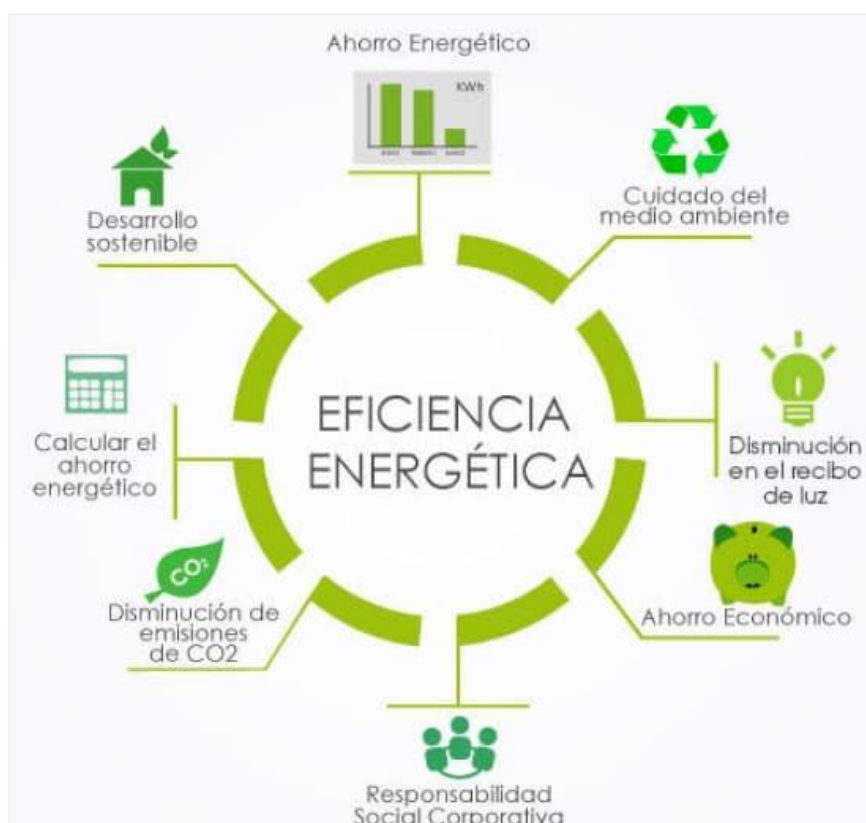 Ahorro Energético
KWh
Cuidado del
medio ambiente
Desarrollo
sostenible
EFICIENCIA
ENERGÉTICA
Disminución
en el recibo
de luz
Calcular el
ahorro
energético
CO2
Disminución de
emisiones
de CO2
Ahorro Económico
Responsabilidad
Social Corporativa